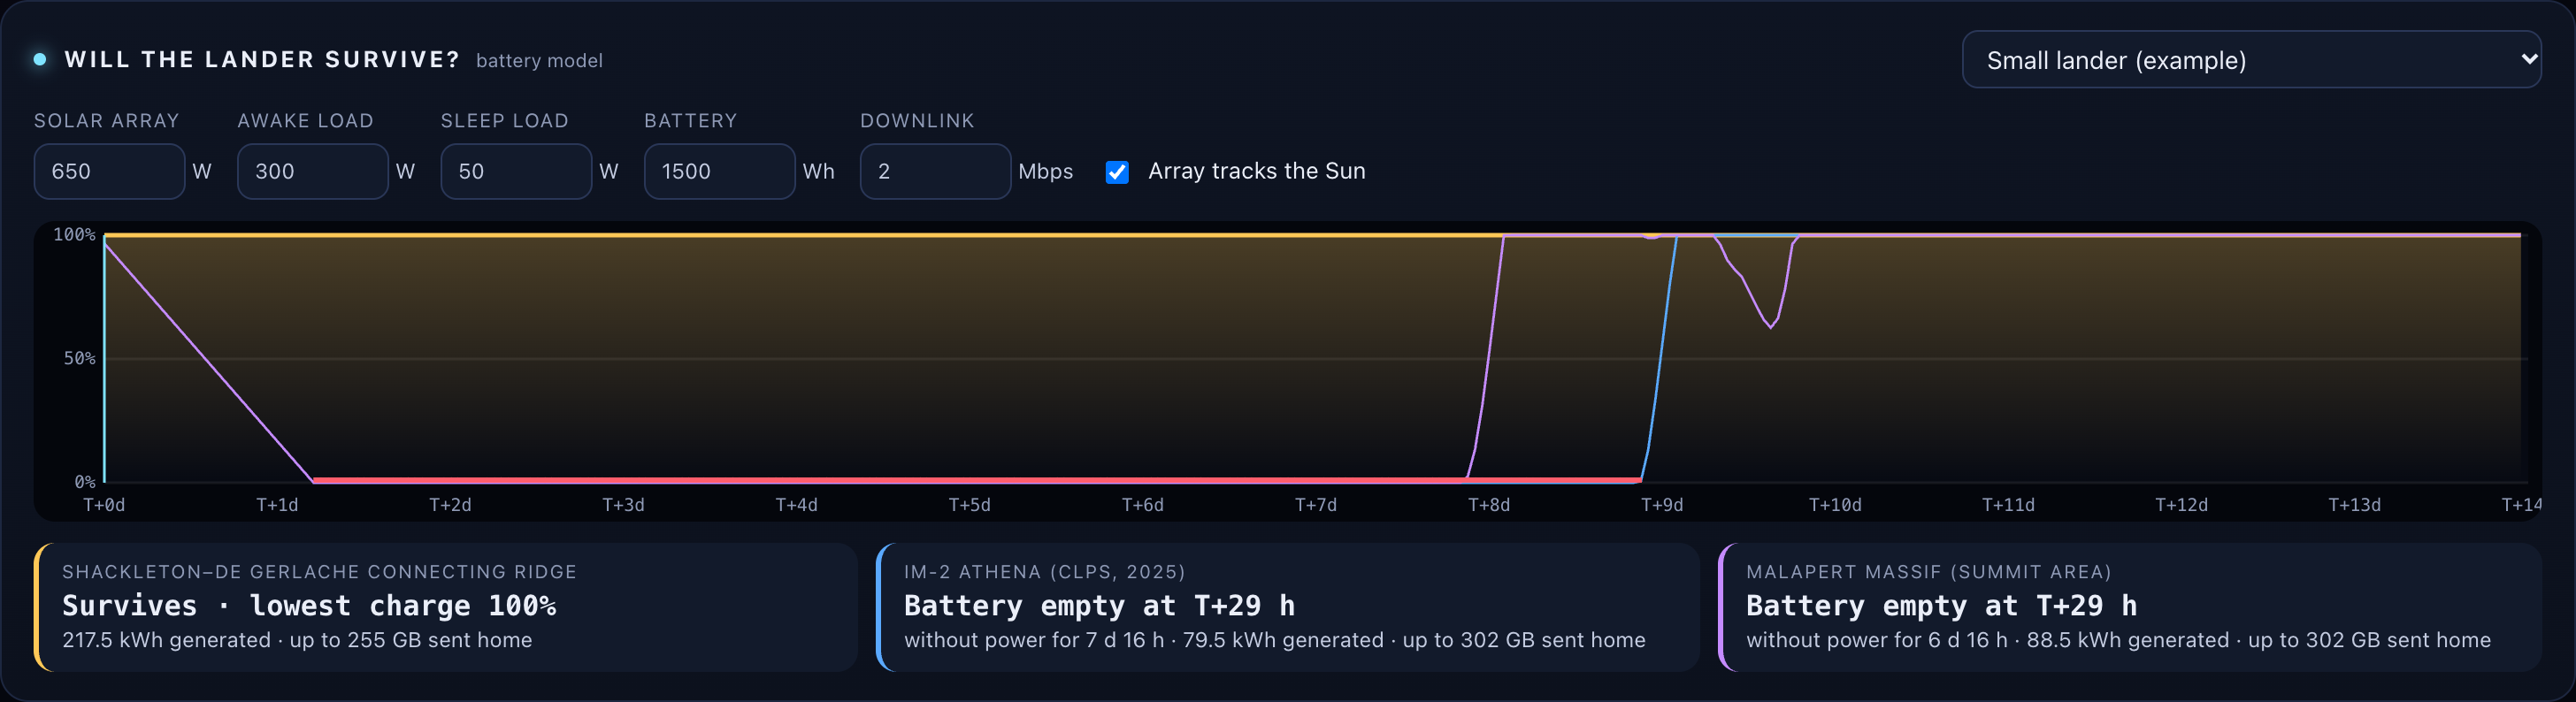 WILL THE LANDER SURVIVE? battery model
Small lander (example)
SOLAR ARRAY AWAKE LOAD SLEEP LOAD BATTERY DOWNLINK
650 W 300 W 50 W 1500 Wh 2 Mbps Array tracks the Sun
100%
50%
0%
T+0d T+1d T+2d T+3d T+4d T+5d T+6d T+7d T+8d T+9d T+10d T+11d T+12d T+13d T+14
SHACKLETON–DE GERLACHE CONNECTING RIDGE
Survives · lowest charge 100%
217.5 kWh generated · up to 255 GB sent home
IM-2 ATHENA (CLPS, 2025)
Battery empty at T+29 h
without power for 7 d 16 h · 79.5 kWh generated · up to 302 GB sent home
MALAPERT MASSIF (SUMMIT AREA)
Battery empty at T+29 h
without power for 6 d 16 h · 88.5 kWh generated · up to 302 GB sent home